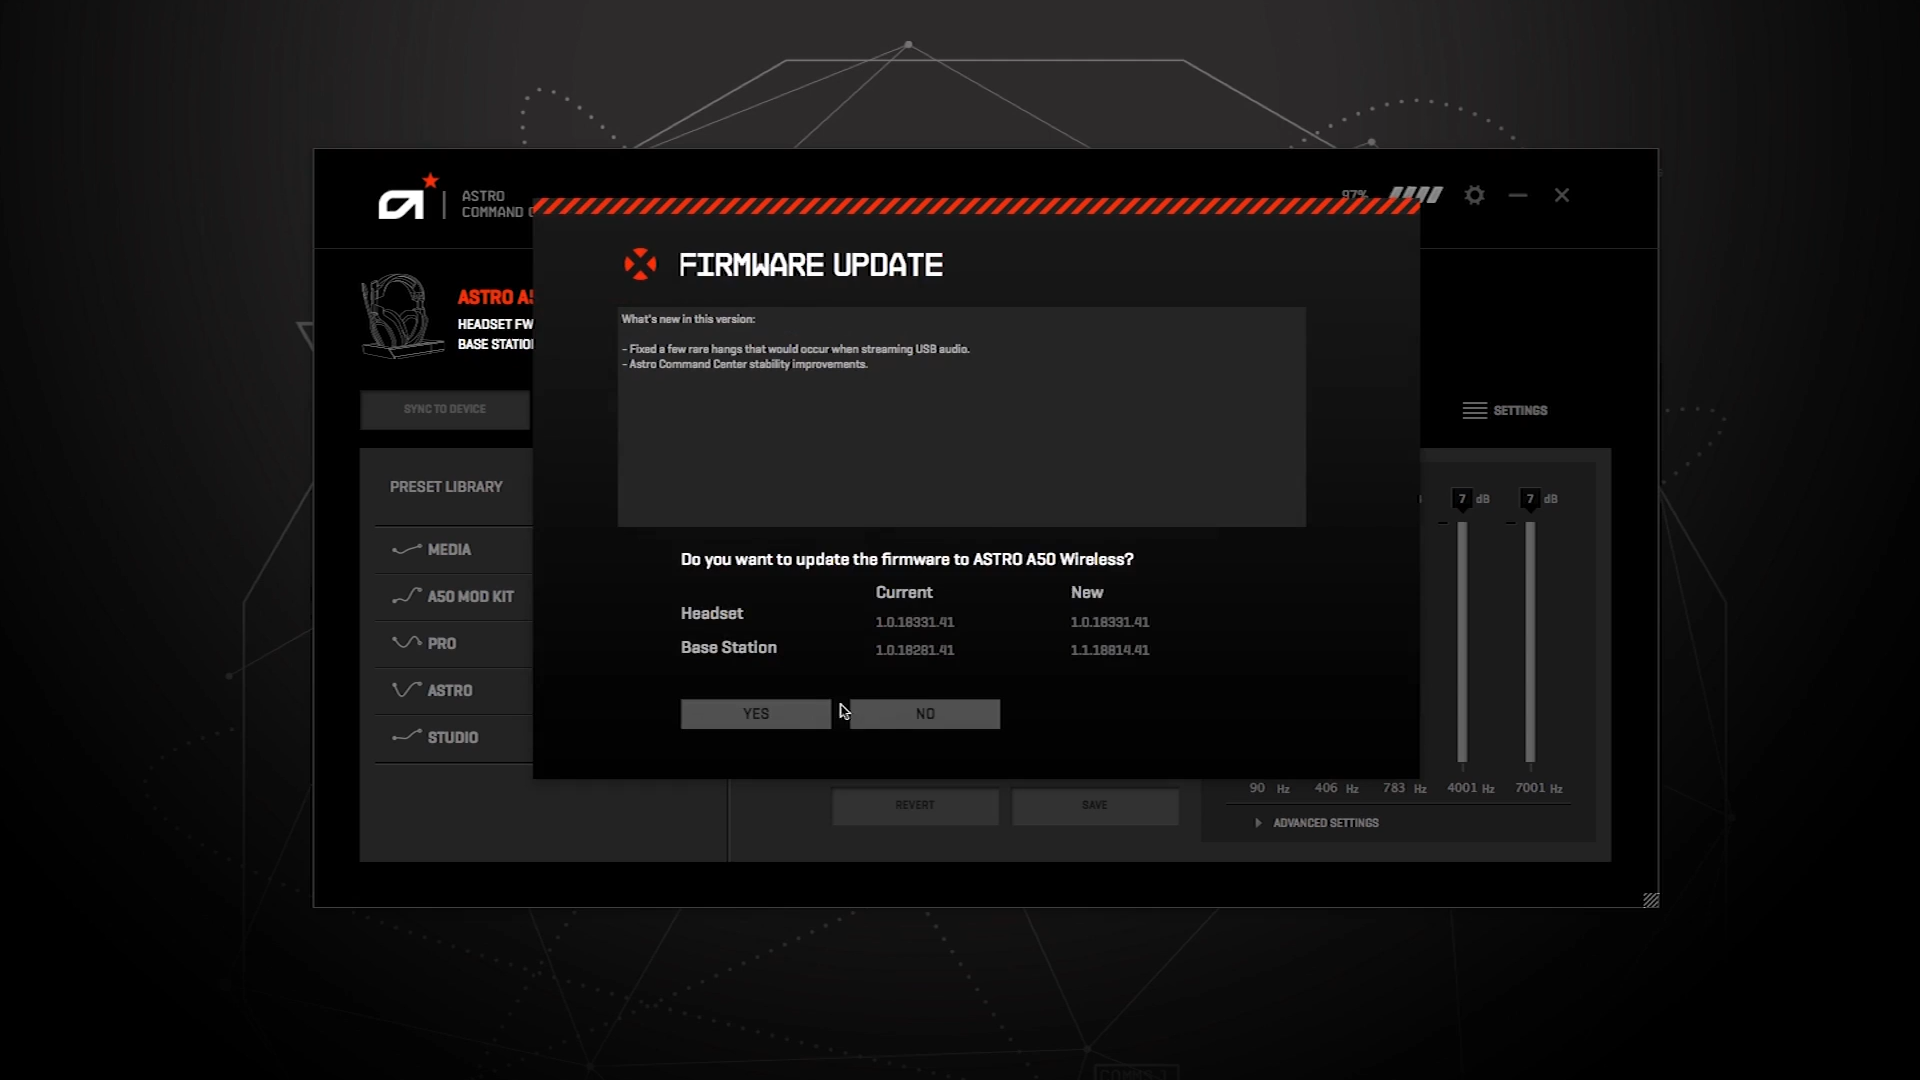 ASTRO
COMMAND
97%
FIRMWARE UPDATE
What's new in this version:
- Fixed a few rare hangs that would occur when streaming USB audio.
- Astro Command Center stability improvements.
ASTRO
HEADSET FW
BASE
SYNC TO DEVICE
SETTINGS
PRESET LIBRARY
MEDIA
A50 MOD KIT
PRO
ASTRO
STUDIO
7 dB 7 dB
Do you want to update the firmware to ASTRO A50 Wireless?
Current New
Headset 1.0.18331.41 1.0.18331.41
Base Station 1.0.18281.41 1.1.18814.41
YES NO
90 Hz 406 Hz 783 Hz 4001 Hz 7001 Hz
REVERT SAVE
ADVANCED SETTINGS